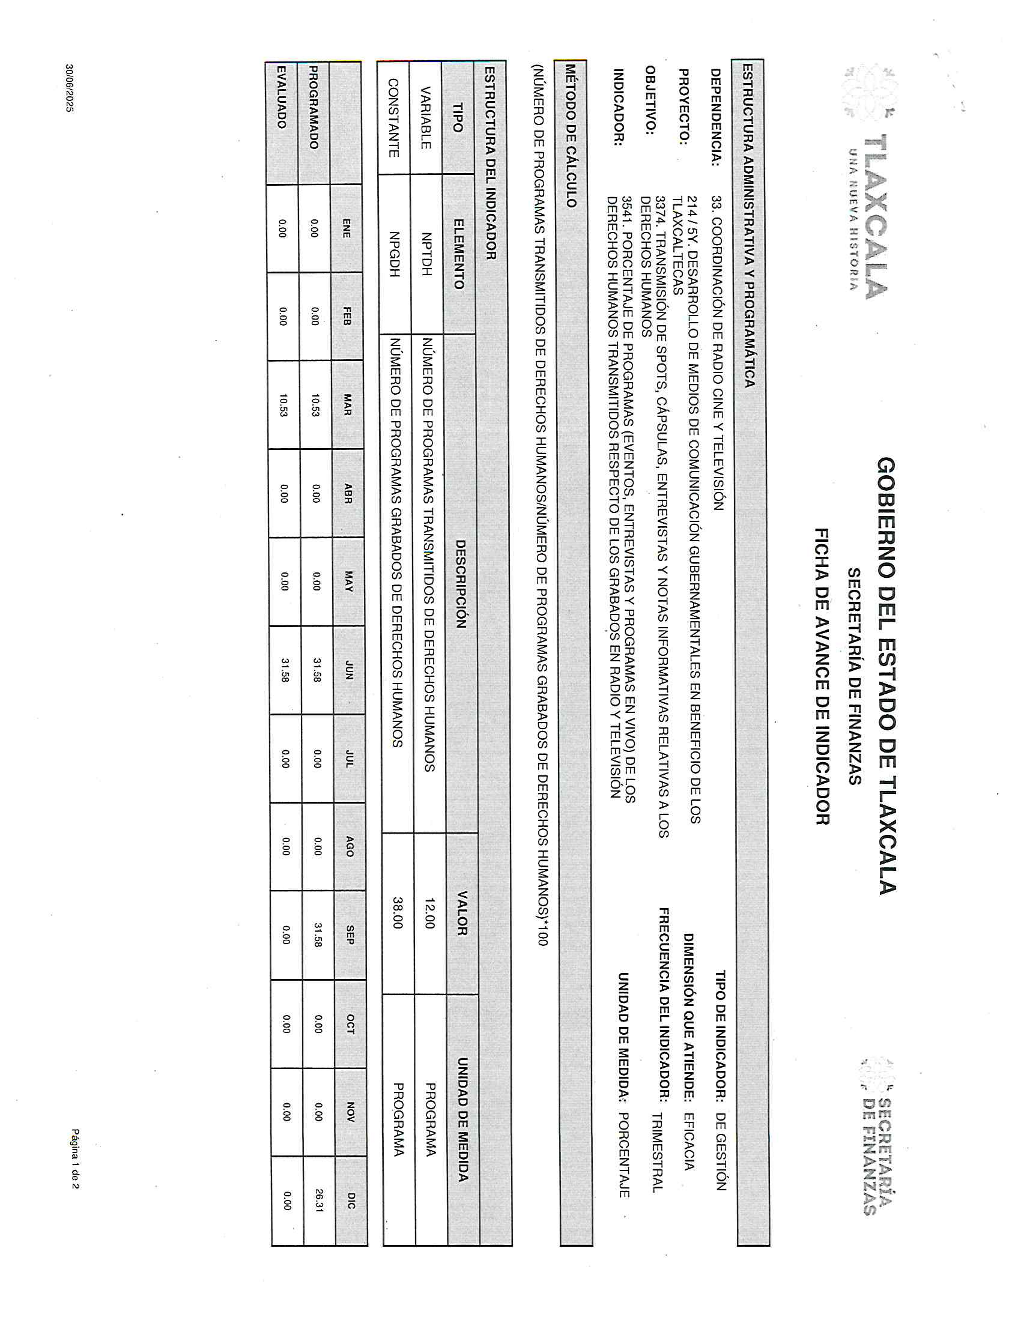 TLAXCALA
UNA NUEVA HISTORIA
GOBIERNO DEL ESTADO DE TLAXCALA
SECRETARÍA DE FINANZAS
FICHA DE AVANCE DE INDICADOR
SECRETARÍA
DE FINANZAS
ESTRUCTURA ADMINISTRATIVA Y PROGRAMÁTICA
DEPENDENCIA: 33. COORDINACIÓN DE RADIO CINE Y TELEVISIÓN
PROYECTO: 214 / 5Y. DESARROLLO DE MEDIOS DE COMUNICACIÓN GUBERNAMENTALES EN BENEFICIO DE LOS
TLAXCALTECAS
OBJETIVO: 3374. TRANSMISIÓN DE SPOTS, CÁPSULAS, ENTREVISTAS Y NOTAS INFORMATIVAS RELATIVAS A LOS
DERECHOS HUMANOS
INDICADOR: 3541. PORCENTAJE DE PROGRAMAS (EVENTOS, ENTREVISTAS Y PROGRAMAS EN VIVO) DE LOS
DERECHOS HUMANOS TRANSMITIDOS RESPECTO DE LOS GRABADOS EN RADIO Y TELEVISIÓN
TIPO DE INDICADOR: DE GESTIÓN
DIMENSIÓN QUE ATIENDE: EFICACIA
FRECUENCIA DEL INDICADOR: TRIMESTRAL
UNIDAD DE MEDIDA: PORCENTAJE
MÉTODO DE CÁLCULO
(NÚMERO DE PROGRAMAS TRANSMITIDOS DE DERECHOS HUMANOS/NÚMERO DE PROGRAMAS GRABADOS DE DERECHOS HUMANOS)*100
ESTRUCTURA DEL INDICADOR
TIPO ELEMENTO DESCRIPCIÓN VALOR UNIDAD DE MEDIDA
VARIABLE NPTDH NÚMERO DE PROGRAMAS TRANSMITIDOS DE DERECHOS HUMANOS 12.00 PROGRAMA
CONSTANTE NPGDH NÚMERO DE PROGRAMAS GRABADOS DE DERECHOS HUMANOS 38.00 PROGRAMA
ENE FEB MAR ABR MAY JUN JUL AGO SEP OCT NOV DIC
PROGRAMADO 0.00 0.00 10.53 0.00 0.00 31.58 0.00 0.00 31.58 0.00 0.00 26.31
EVALUADO 0.00 0.00 10.53 0.00 0.00 31.58 0.00 0.00 0.00 0.00 0.00 0.00
30/06/2025
Página 1 de 2